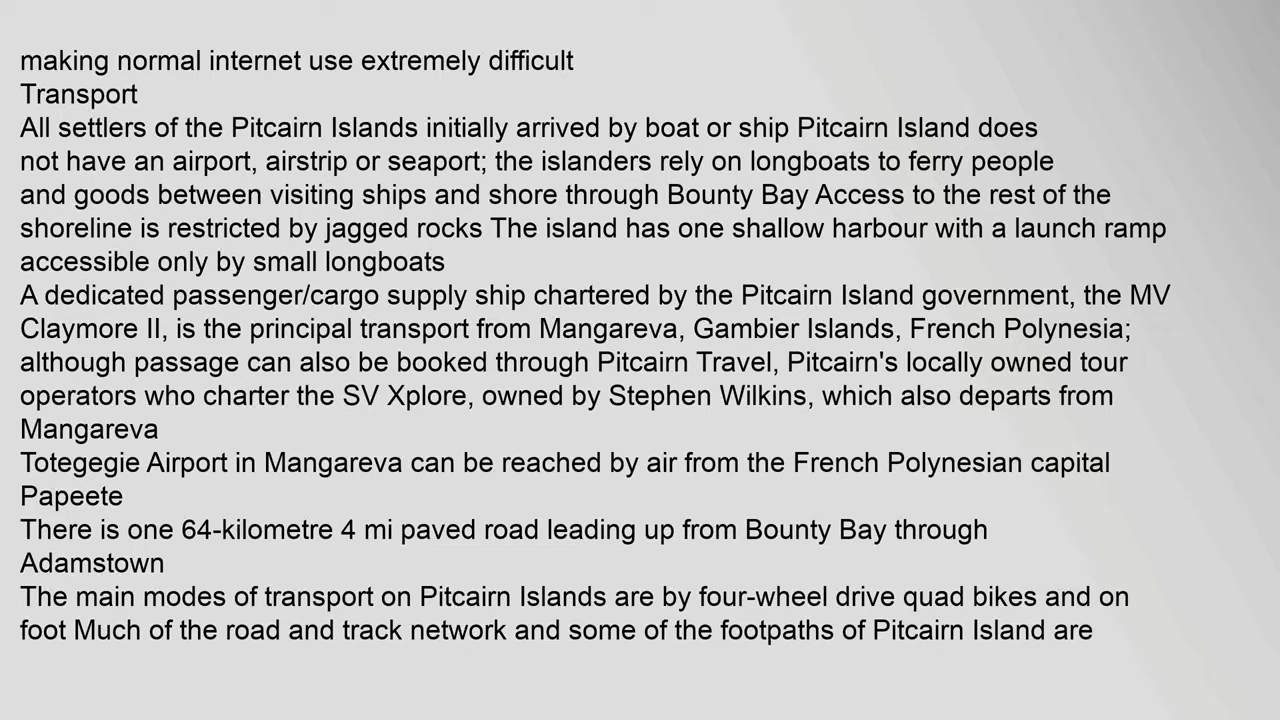 making normal internet use extremely difficult
Transport
All settlers of the Pitcairn Islands initially arrived by boat or ship Pitcairn Island does
not have an airport, airstrip or seaport; the islanders rely on longboats to ferry people
and goods between visiting ships and shore through Bounty Bay Access to the rest of the
shoreline is restricted by jagged rocks The island has one shallow harbour with a launch ramp
accessible only by small longboats
A dedicated passenger/cargo supply ship chartered by the Pitcairn Island government, the MV
Claymore II, is the principal transport from Mangareva, Gambier Islands, French Polynesia;
although passage can also be booked through Pitcairn Travel, Pitcairn's locally owned tour
operators who charter the SV Xplore, owned by Stephen Wilkins, which also departs from
Mangareva
Totegegie Airport in Mangareva can be reached by air from the French Polynesian capital
Papeete
There is one 64-kilometre 4 mi paved road leading up from Bounty Bay through
Adamstown
The main modes of transport on Pitcairn Islands are by four-wheel drive quad bikes and on
foot Much of the road and track network and some of the footpaths of Pitcairn Island are